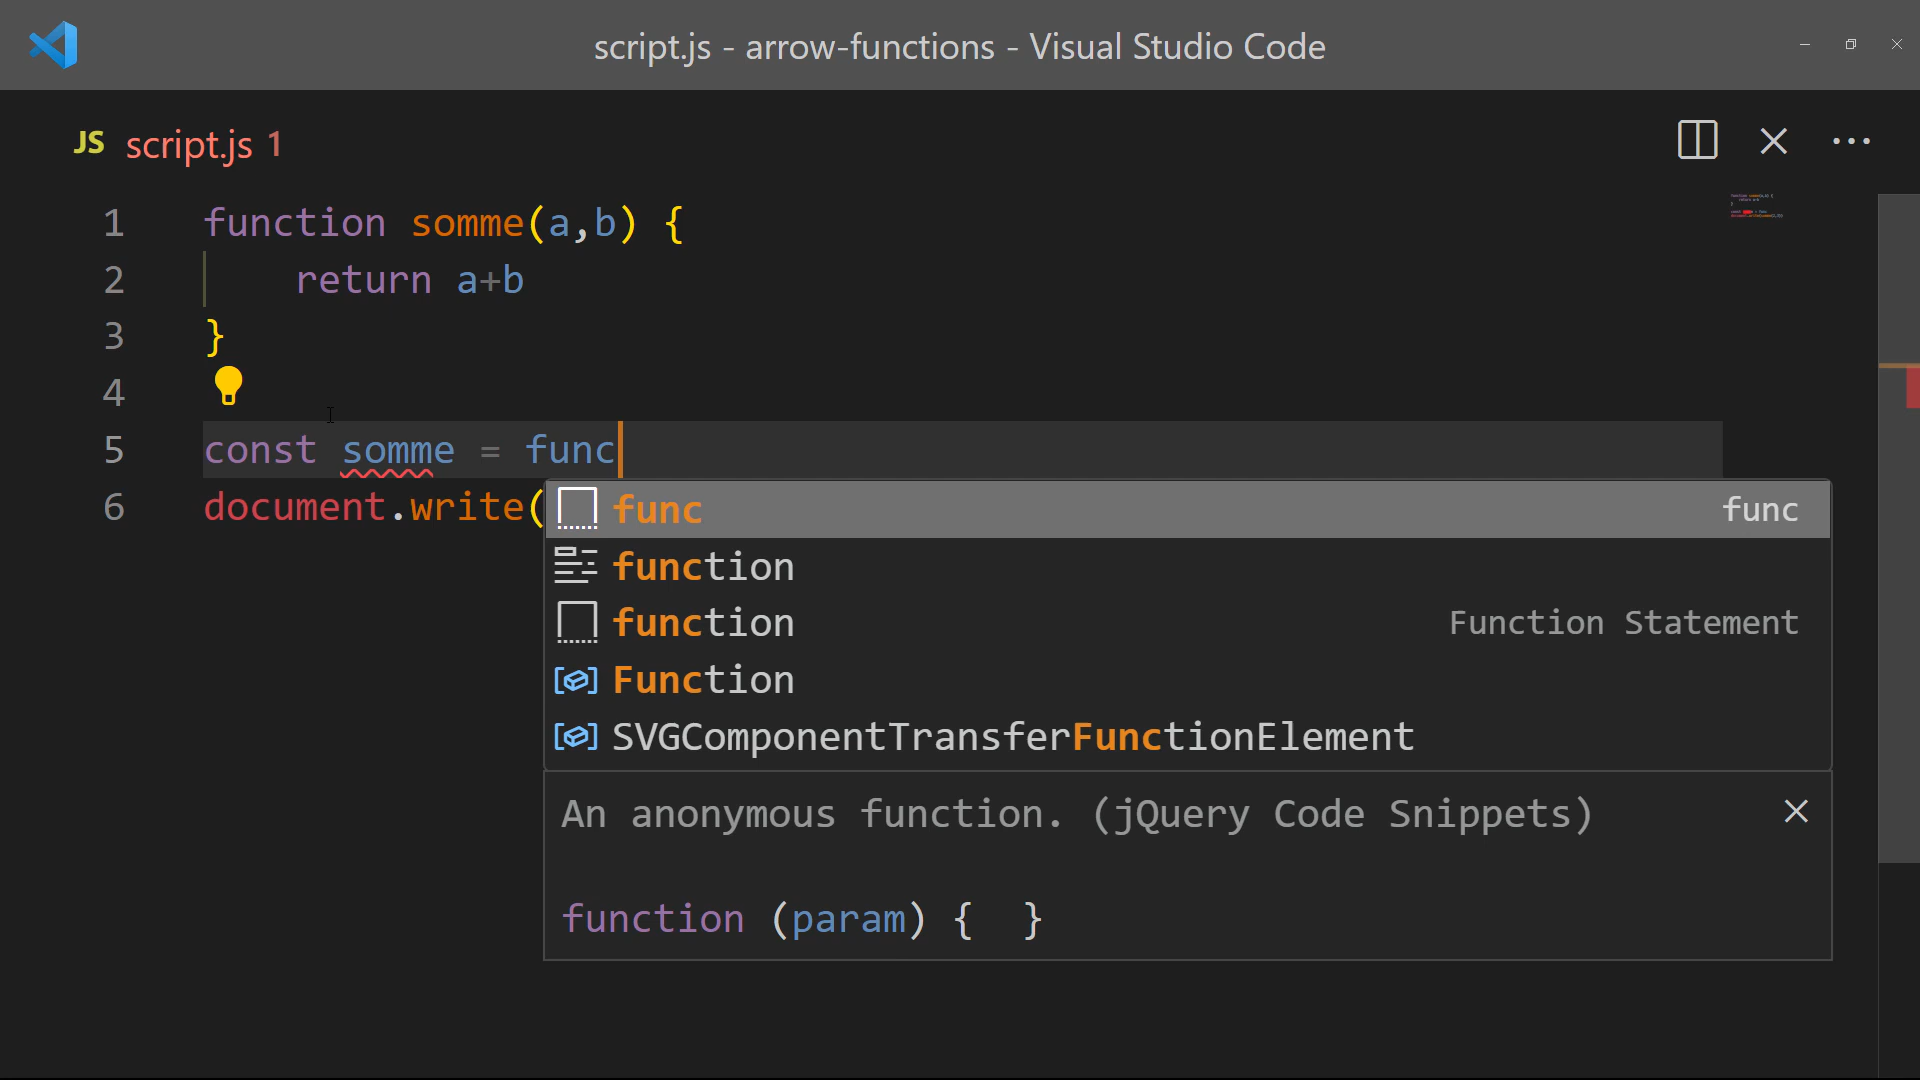 script.js - arrow-functions - Visual Studio Code
JS script.js 1
1 function somme(a,b) {
2 return a+b
3 }
4
5 const somme = func
6 document.write(
func func
function
function Function Statement
Function
SVGComponentTransferFunctionElement
An anonymous function. (jQuery Code Snippets)
function (param) { }